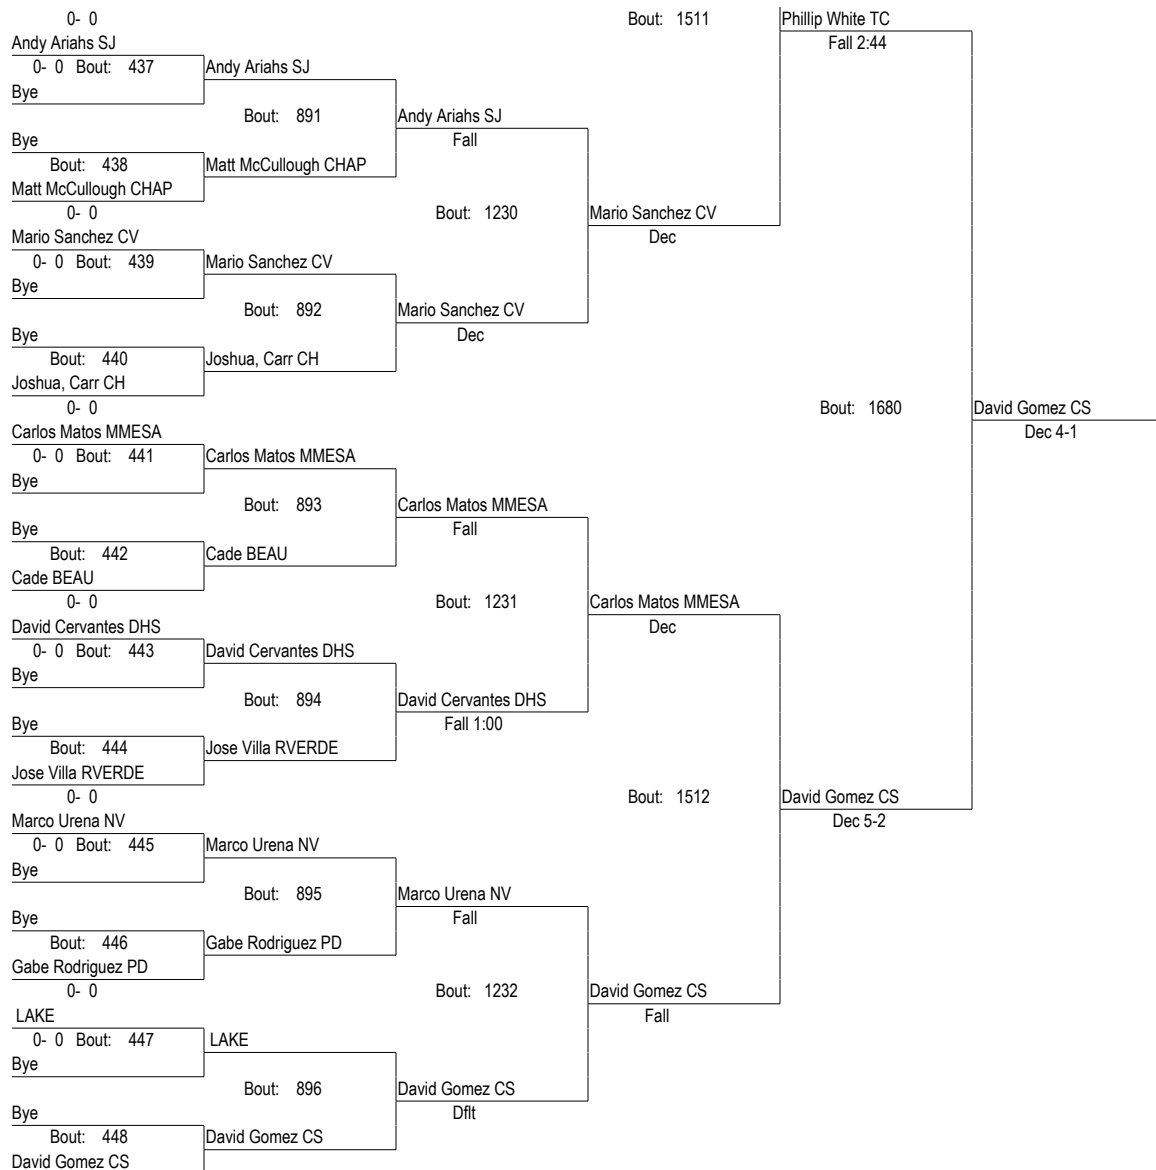 0- 0
Bout: 1511
Phillip White TC
Andy Ariahs SJ
Fall 2:44
0- 0 Bout: 437
Andy Ariahs SJ
Bye
Bout: 891
Andy Ariahs SJ
Bye
Fall
Bout: 438
Matt McCullough CHAP
Matt McCullough CHAP
0- 0
Bout: 1230
Mario Sanchez CV
Mario Sanchez CV
Dec
0- 0 Bout: 439
Mario Sanchez CV
Bye
Bout: 892
Mario Sanchez CV
Bye
Dec
Bout: 440
Joshua, Carr CH
Joshua, Carr CH
0- 0
Bout: 1680
David Gomez CS
Carlos Matos MMESA
Dec 4-1
0- 0 Bout: 441
Carlos Matos MMESA
Bye
Bout: 893
Carlos Matos MMESA
Bye
Fall
Bout: 442
Cade BEAU
Cade BEAU
0- 0
Bout: 1231
Carlos Matos MMESA
David Cervantes DHS
Dec
0- 0 Bout: 443
David Cervantes DHS
Bye
Bout: 894
David Cervantes DHS
Bye
Fall 1:00
Bout: 444
Jose Villa RVERDE
Jose Villa RVERDE
0- 0
Bout: 1512
David Gomez CS
Marco Urena NV
Dec 5-2
0- 0 Bout: 445
Marco Urena NV
Bye
Bout: 895
Marco Urena NV
Bye
Fall
Bout: 446
Gabe Rodriguez PD
Gabe Rodriguez PD
0- 0
Bout: 1232
David Gomez CS
LAKE
Fall
0- 0 Bout: 447
LAKE
Bye
Bout: 896
David Gomez CS
Bye
Dflt
Bout: 448
David Gomez CS
David Gomez CS